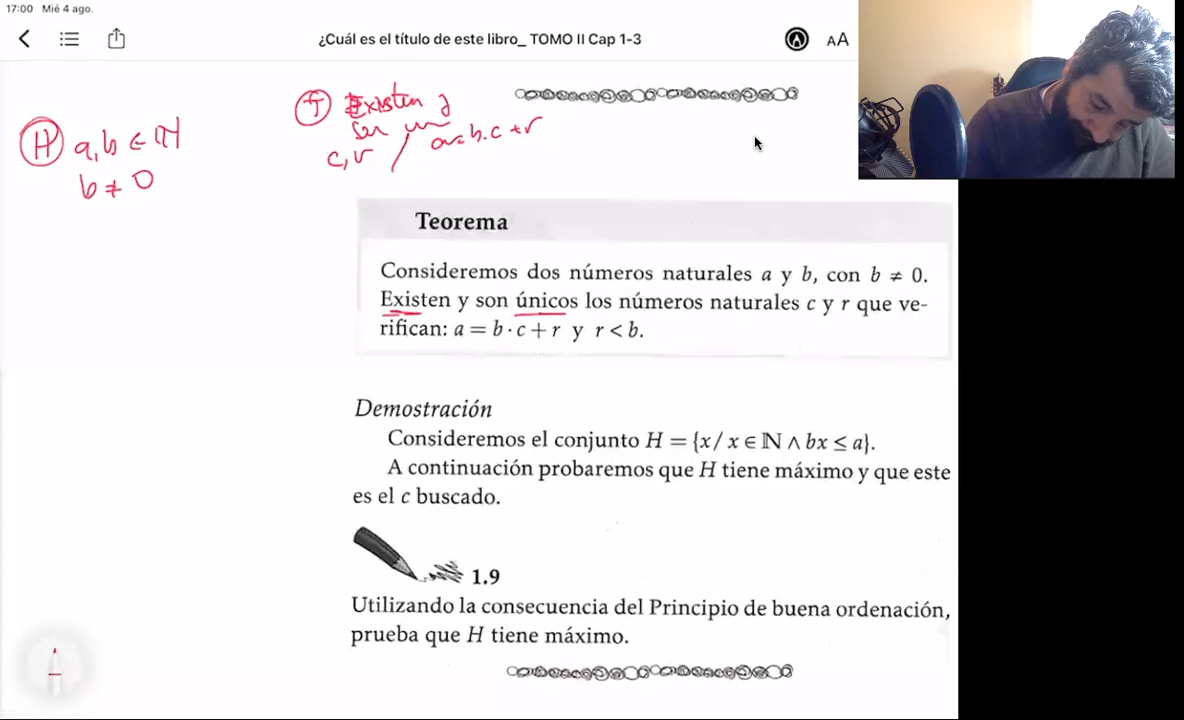 17:00 Mié 4 ago.
¿Cuál es el título de este libro_ TOMO II Cap 1-3
AA
H a, b ∈ ℕ
b ≠ 0
T Existen y
son un
c, r / a = b.c + r
Teorema
Consideremos dos números naturales a y b, con b ≠ 0.
Existen y son únicos los números naturales c y r que ve-
rifican: a = b · c + r y r < b.
Demostración
Consideremos el conjunto H = {x / x ∈ ℕ ∧ bx ≤ a}.
A continuación probaremos que H tiene máximo y que este
es el c buscado.
1.9
Utilizando la consecuencia del Principio de buena ordenación,
prueba que H tiene máximo.